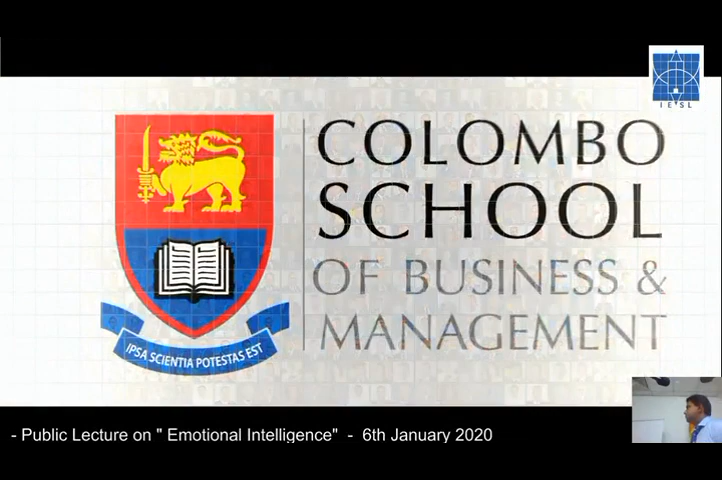 IESL
COLOMBO
SCHOOL
OF BUSINESS &
MANAGEMENT
IPSA SCIENTIA POTESTAS EST
- Public Lecture on " Emotional Intelligence" - 6th January 2020